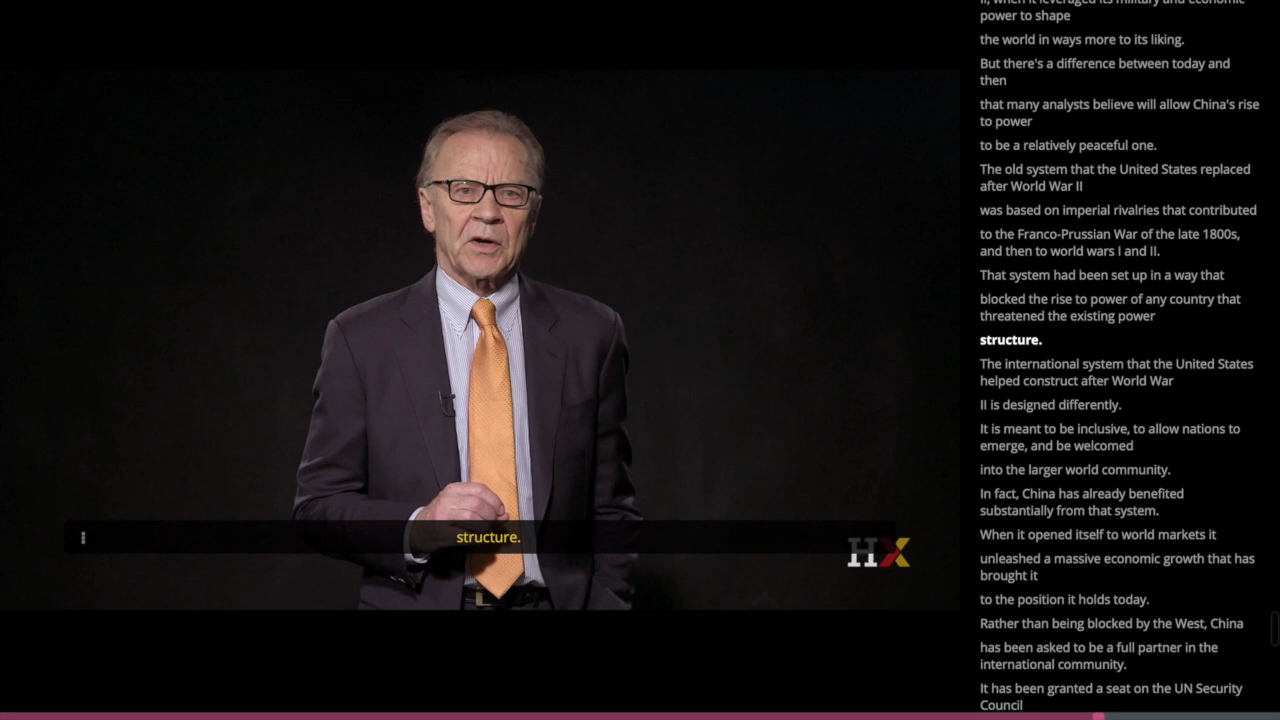 II, when it leveraged its military and economic
power to shape
the world in ways more to its liking.
But there's a difference between today and
then
that many analysts believe will allow China's rise
to power
to be a relatively peaceful one.
The old system that the United States replaced
after World War II
was based on imperial rivalries that contributed
to the Franco-Prussian War of the late 1800s,
and then to world wars I and II.
That system had been set up in a way that
blocked the rise to power of any country that
threatened the existing power
structure.
The international system that the United States
helped construct after World War
II is designed differently.
It is meant to be inclusive, to allow nations to
emerge, and be welcomed
into the larger world community.
In fact, China has already benefited
substantially from that system.
When it opened itself to world markets it
unleashed a massive economic growth that has
brought it
to the position it holds today.
Rather than being blocked by the West, China
has been asked to be a full partner in the
international community.
It has been granted a seat on the UN Security
Council
structure.
HX